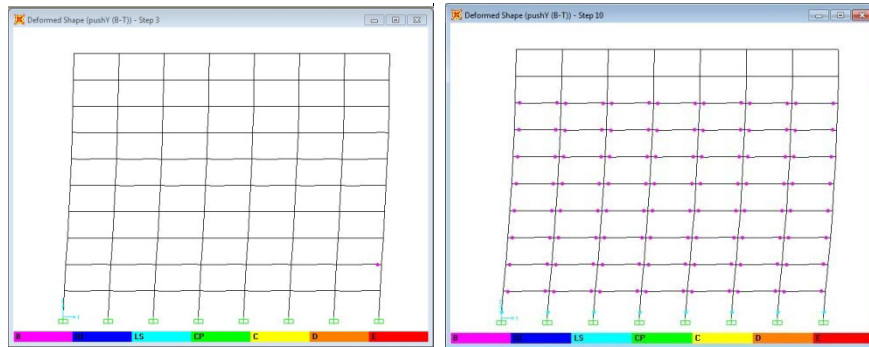 Deformed Shape (pushY (B-T)) - Step 3
B LS CP C D E
Deformed Shape (pushY (B-T)) - Step 10
B LS CP C D E